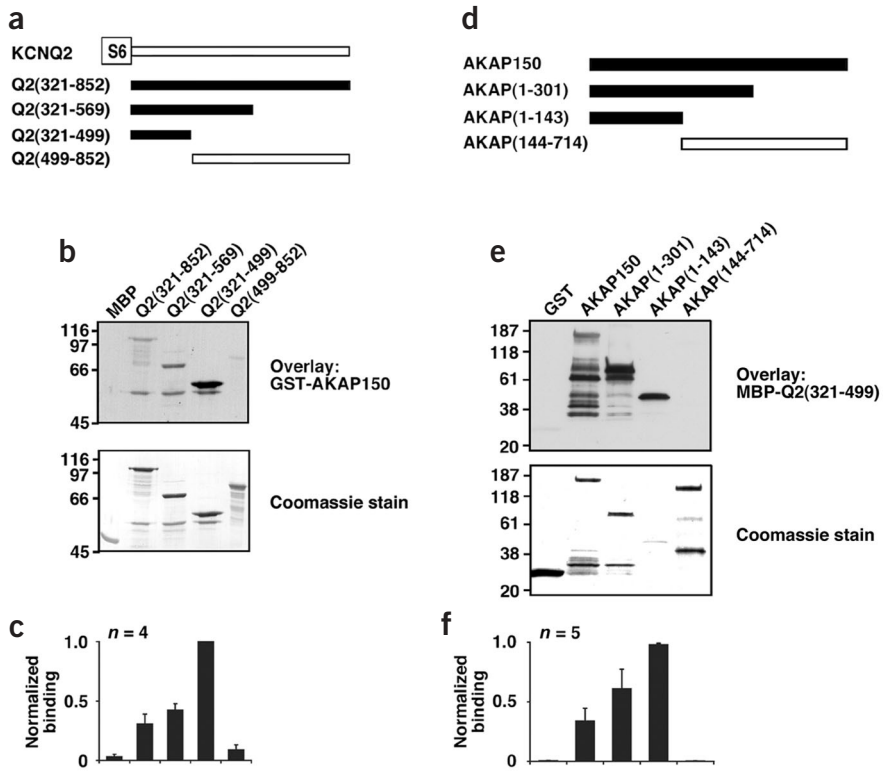 a
KCNQ2
S6
Q2(321-852)
Q2(321-569)
Q2(321-499)
Q2(499-852)
b
MBP
Q2(321-852)
Q2(321-569)
Q2(321-499)
Q2(499-852)
116
97
66
45
Overlay:
GST-AKAP150
116
97
66
45
Coomassie stain
c
n = 4
Normalized
binding
1.0
0.5
0
d
AKAP150
AKAP(1-301)
AKAP(1-143)
AKAP(144-714)
e
GST
AKAP150
AKAP(1-301)
AKAP(1-143)
AKAP(144-714)
187
118
61
38
20
Overlay:
MBP-Q2(321-499)
187
118
61
38
20
Coomassie stain
f
n = 5
Normalized
binding
1.0
0.5
0